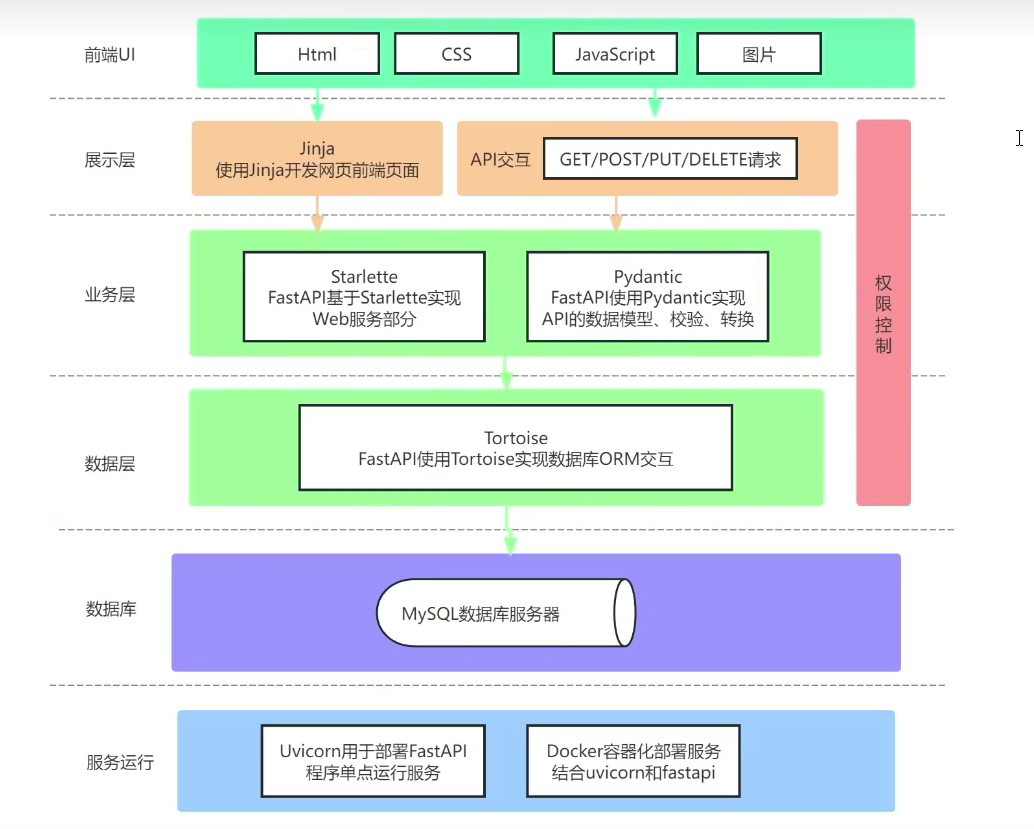 前端UI
Html
CSS
JavaScript
图片
展示层
Jinja
使用Jinja开发网页前端页面
API交互
GET/POST/PUT/DELETE请求
业务层
Starlette
FastAPI基于Starlette实现
Web服务部分
Pydantic
FastAPI使用Pydantic实现
API的数据模型、校验、转换
权
限
控
制
数据层
Tortoise
FastAPI使用Tortoise实现数据库ORM交互
数据库
MySQL数据库服务器
服务运行
Uvicorn用于部署FastAPI
程序单点运行服务
Docker容器化部署服务
结合uvicorn和fastapi